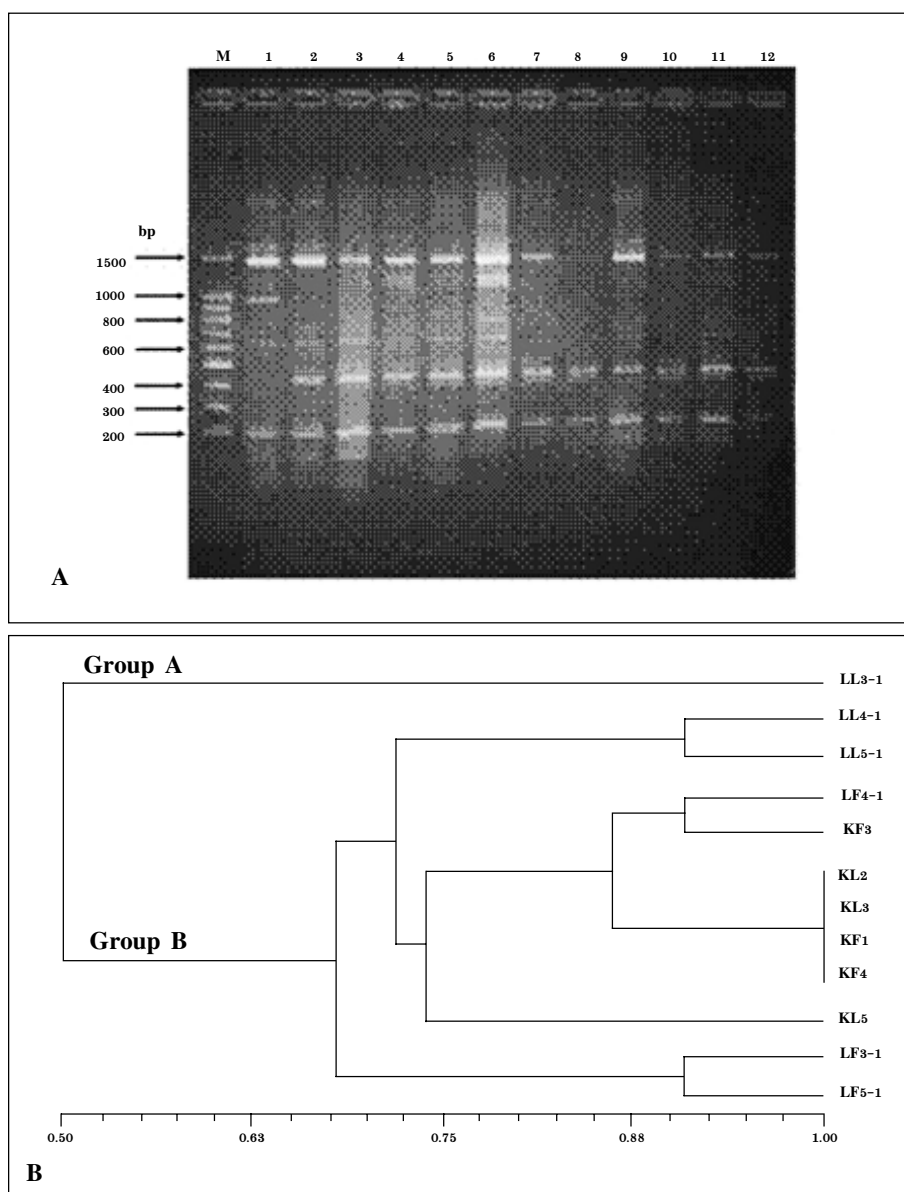 M 1 2 3 4 5 6 7 8 9 10 11 12
bp
1500
1000
800
600
400
300
200
A
Group A
LL3-1
LL4-1
LL5-1
LF4-1
KF3
KL2
KL3
KF1
Group B
KF4
KL5
LF3-1
LF5-1
0.50 0.63 0.75 0.88 1.00
B